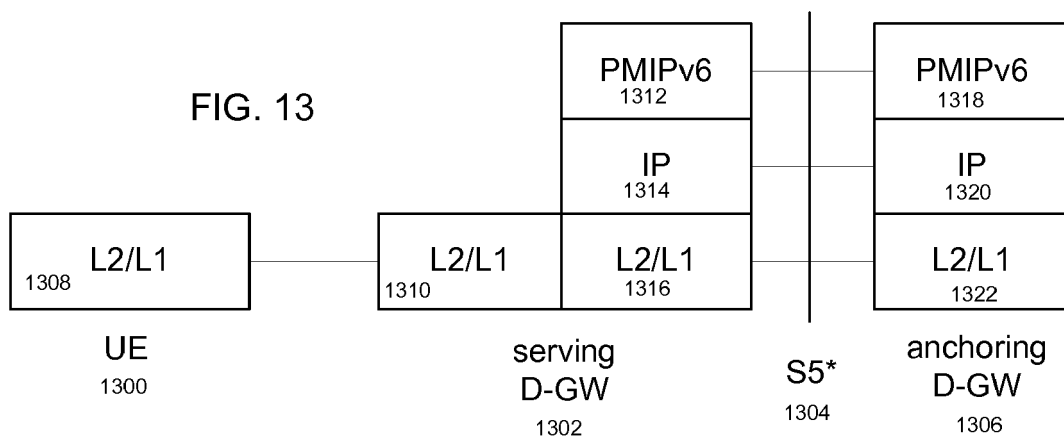 PMIPv6
1312
PMIPv6
1318
FIG. 13
IP
1314
IP
1320
L2/L1
1308
L2/L1
1310
L2/L1
1316
L2/L1
1322
UE
1300
serving
D-GW
1302
S5*
1304
anchoring
D-GW
1306